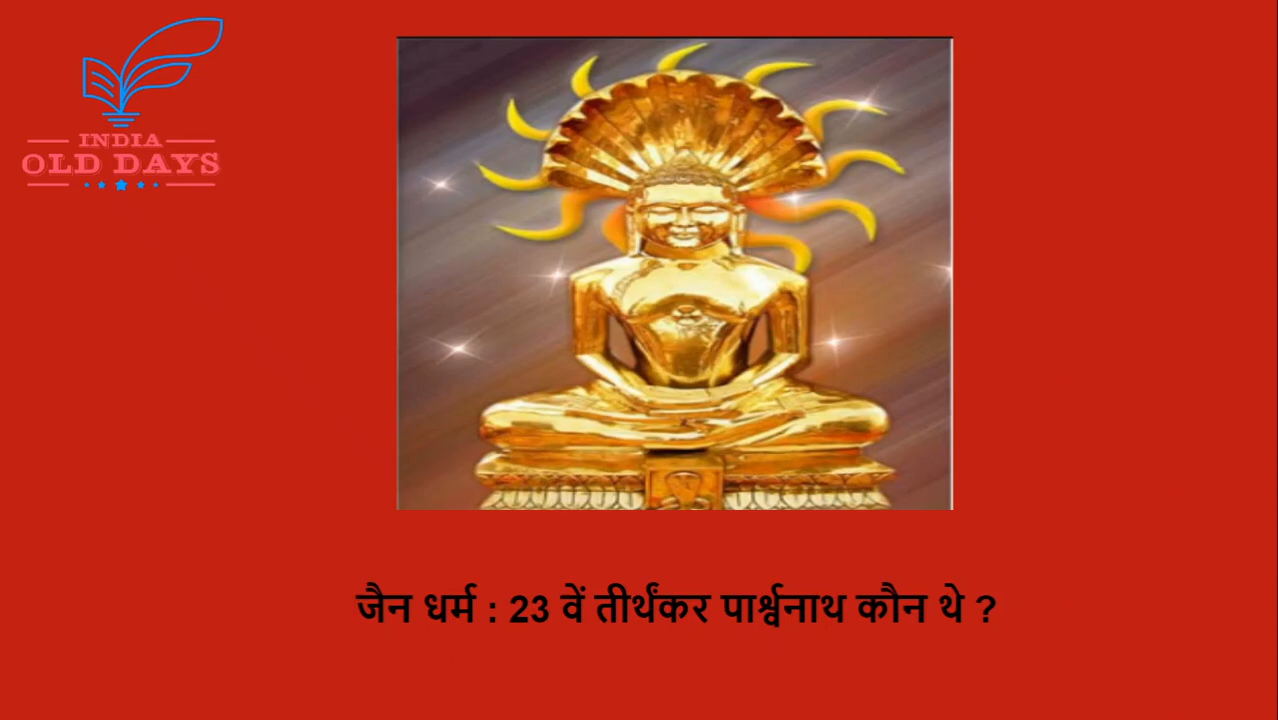 INDIA
OLD DAYS
जैन धर्म : 23 वें तीर्थंकर पार्श्वनाथ कौन थे ?